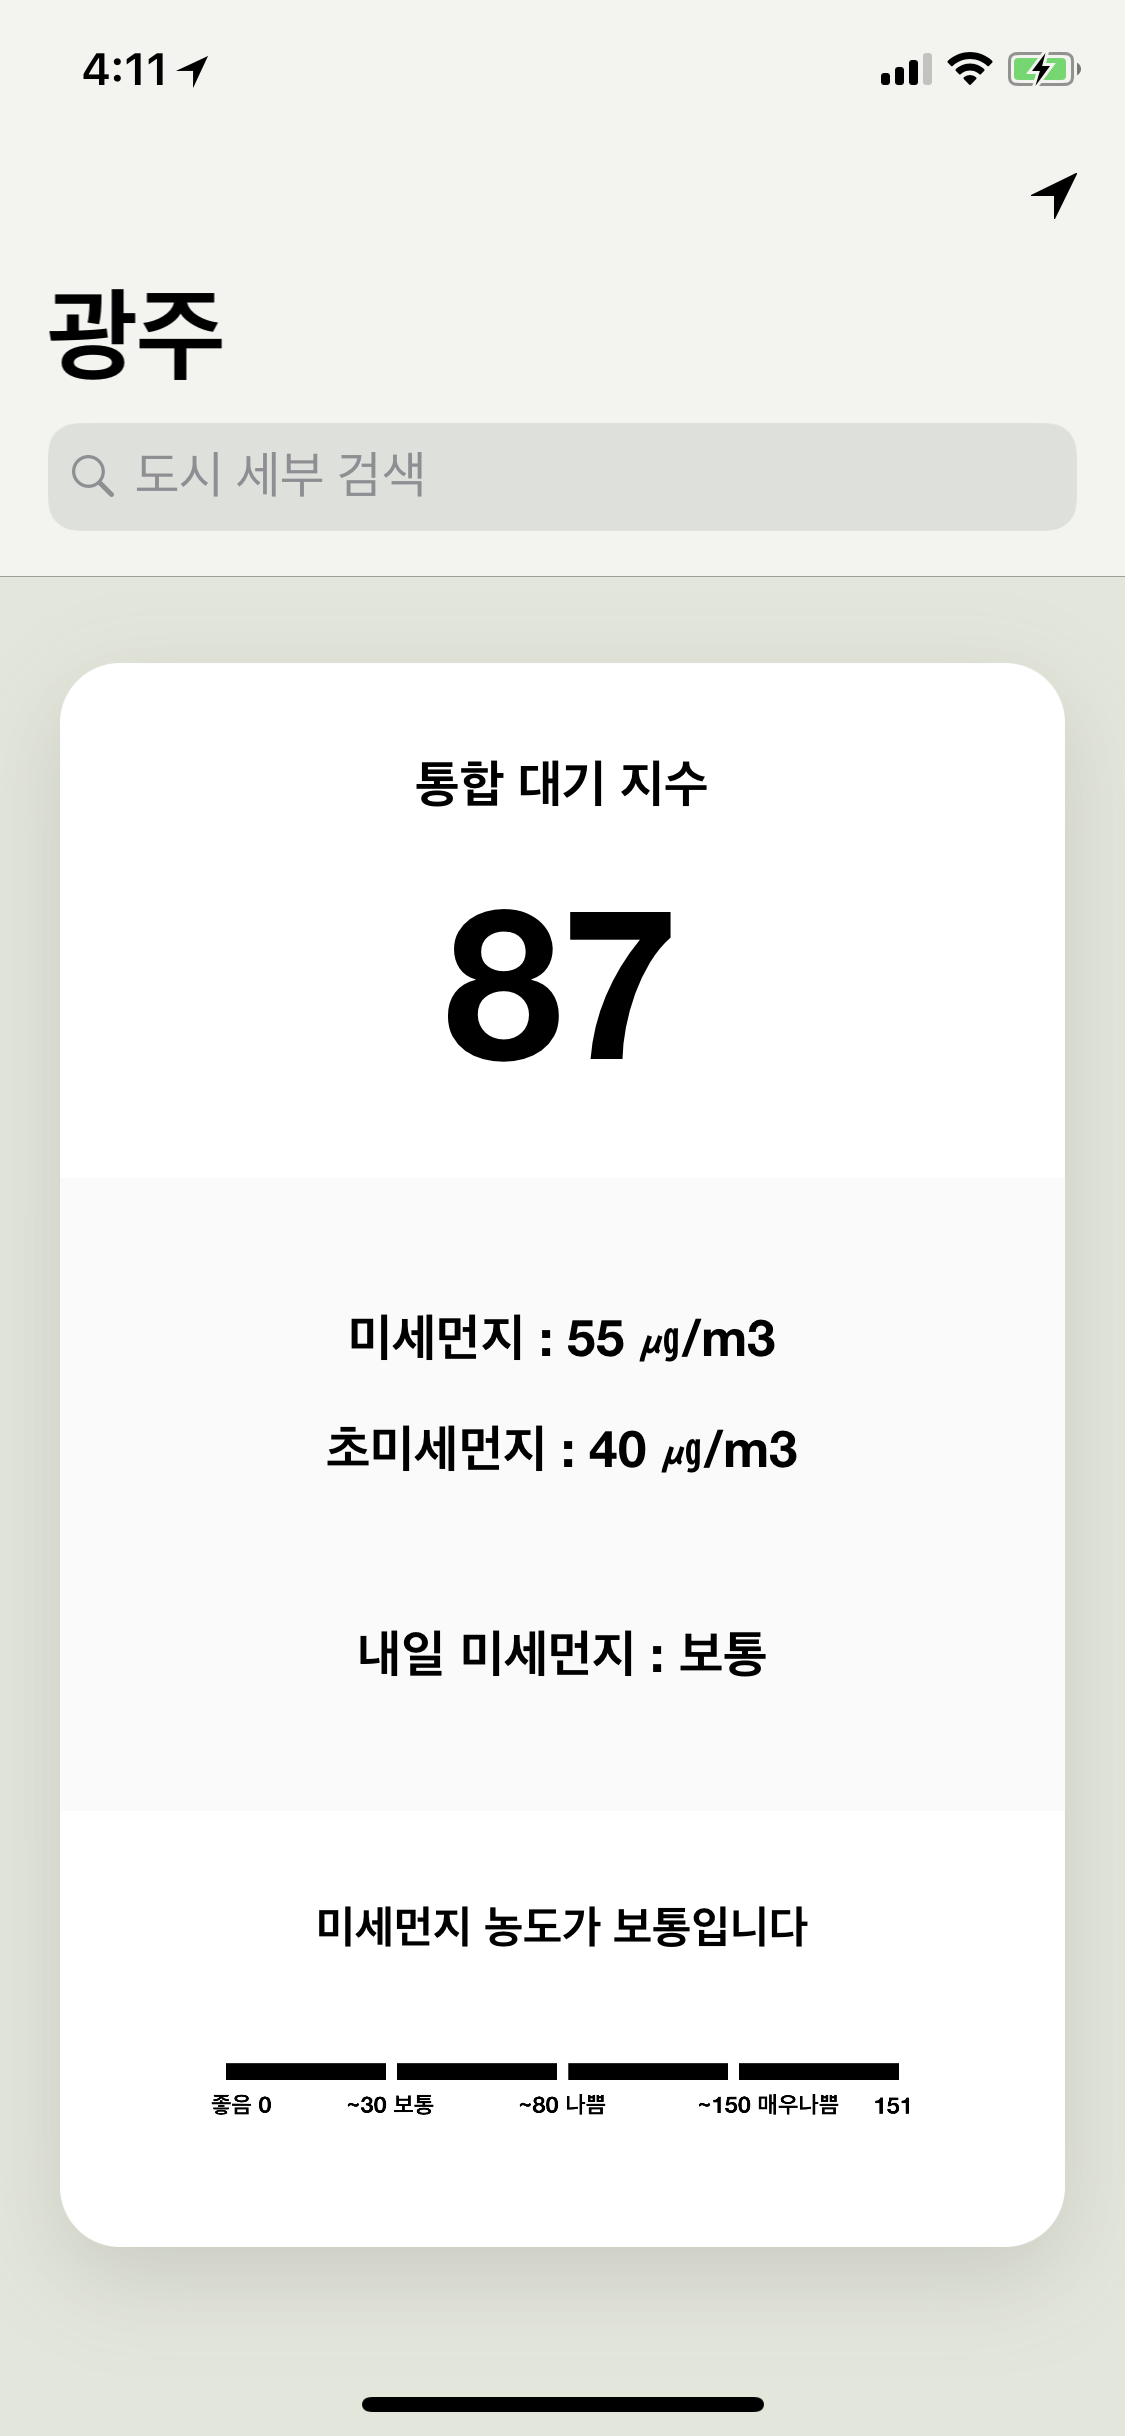 4:11
광주
도시 세부 검색
통합 대기 지수
87
미세먼지 : 55 ㎍/m3
초미세먼지 : 40 ㎍/m3
내일 미세먼지 : 보통
미세먼지 농도가 보통입니다
좋음 0 ~30 보통 ~80 나쁨 ~150 매우나쁨 151